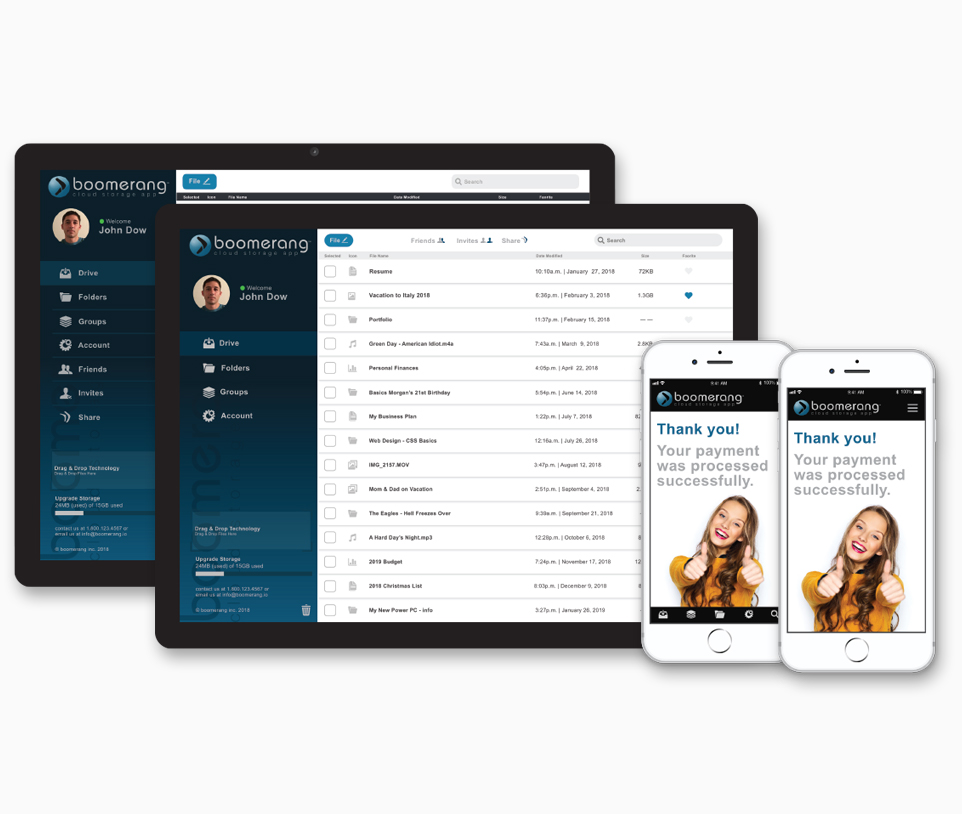 boomerang
cloud storage app
Welcome
John Dow
Drive
Folders
Groups
Account
Friends
Invites
Share
Drag & Drop Technology
Drag & Drop Files Here
Upgrade Storage
24MB (used) of 15GB used
contact us at 1.800.123.4567 or
email us at info@boomerang.io
© boomerang inc. 2018
File
Search
Selected Icon File Name Date Modified Size Favorite
boomerang
cloud storage app
Welcome
John Dow
Drive
Folders
Groups
Account
Drag & Drop Technology
Drag & Drop Files Here
Upgrade Storage
24MB (used) of 15GB used
contact us at 1.800.123.4567 or
email us at info@boomerang.io
© boomerang inc. 2018
File Friends Invites Share Search
Selected Icon File Name Date Modified Size Favorite
Resume 10:10a.m. | January 27, 2018 72KB
Vacation to Italy 2018 6:36p.m. | February 3, 2018 1.3GB
Portfolio 11:37p.m. | February 15, 2018 — —
Green Day - American Idiot.m4a 7:43a.m. | March 9, 2018 2.8KB
Personal Finances 4:05p.m. | April 22, 2018
Basics Morgen's 21st Birthday 5:54p.m. | June 14, 2018
My Business Plan 1:22p.m. | July 7, 2018
Web Design - CSS Basics 12:16a.m. | July 26, 2018
IMG_2157.MOV 3:47p.m. | August 12, 2018
Mom & Dad on Vacation 2:51p.m. | September 4, 2018
The Eagles - Hell Freezes Over 9:39a.m. | September 21, 2018
A Hard Day's Night.mp3 12:28p.m. | October 6, 2018
2019 Budget 7:24p.m. | November 17, 2018
2018 Christmas List 8:03p.m. | December 9, 2018
My New Power PC - info 3:27p.m. | January 26, 2019
9:41 AM 100%
boomerang
cloud storage app
Thank you!
Your payment
was processed
successfully.
9:41 AM 100%
boomerang
cloud storage app
Thank you!
Your payment
was processed
successfully.